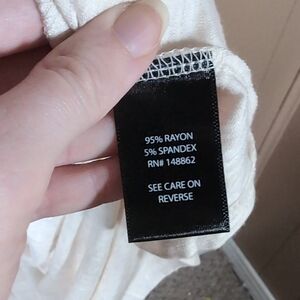 95% RAYON
5% SPANDEX
RN# 148862
SEE CARE ON
REVERSE